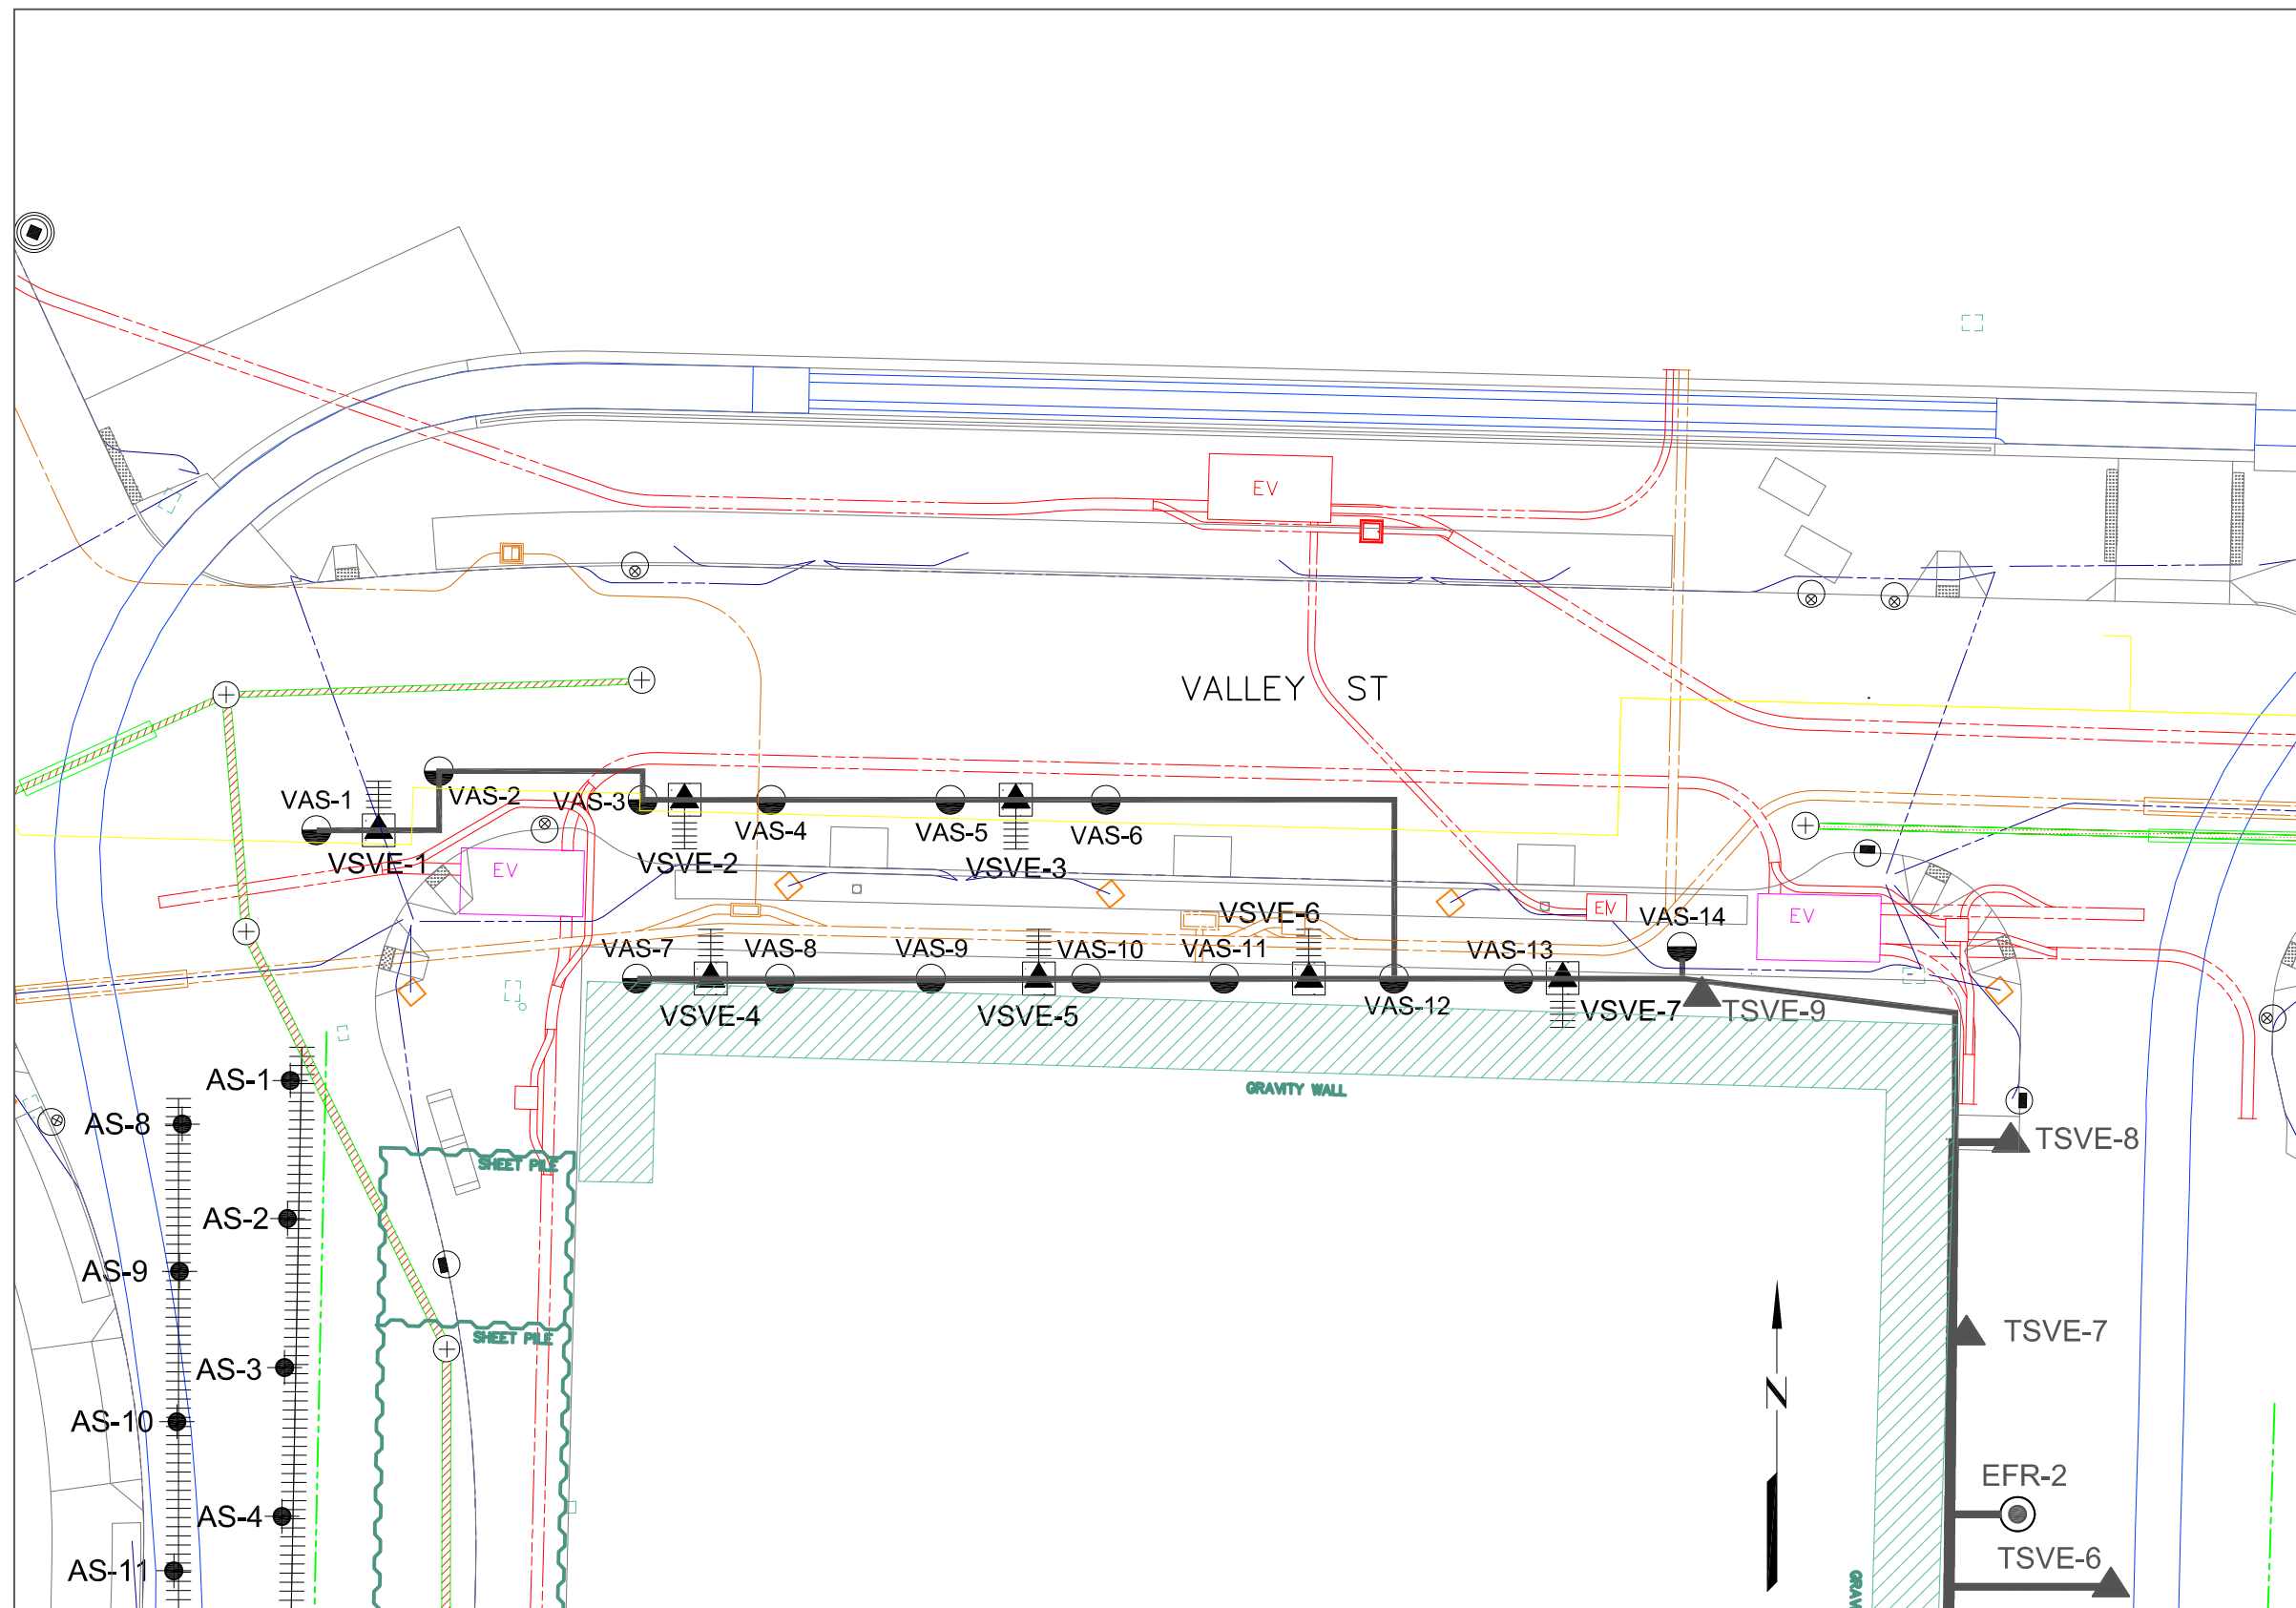 EV
VALLEY ST
VAS-1
VAS-2
VAS-3
VAS-4
VAS-5
VAS-6
VSVE-1
VSVE-2
VSVE-3
EV
VSVE-6
EV
VAS-14
EV
VAS-7
VAS-8
VAS-9
VAS-10
VAS-11
VAS-13
VSVE-4
VSVE-5
VAS-12
VSVE-7
TSVE-9
AS-1
GRAVITY WALL
AS-8
TSVE-8
SHEET PILE
AS-2
AS-9
TSVE-7
SHEET PILE
AS-3
N
AS-10
EFR-2
AS-4
TSVE-6
AS-11
GRAV